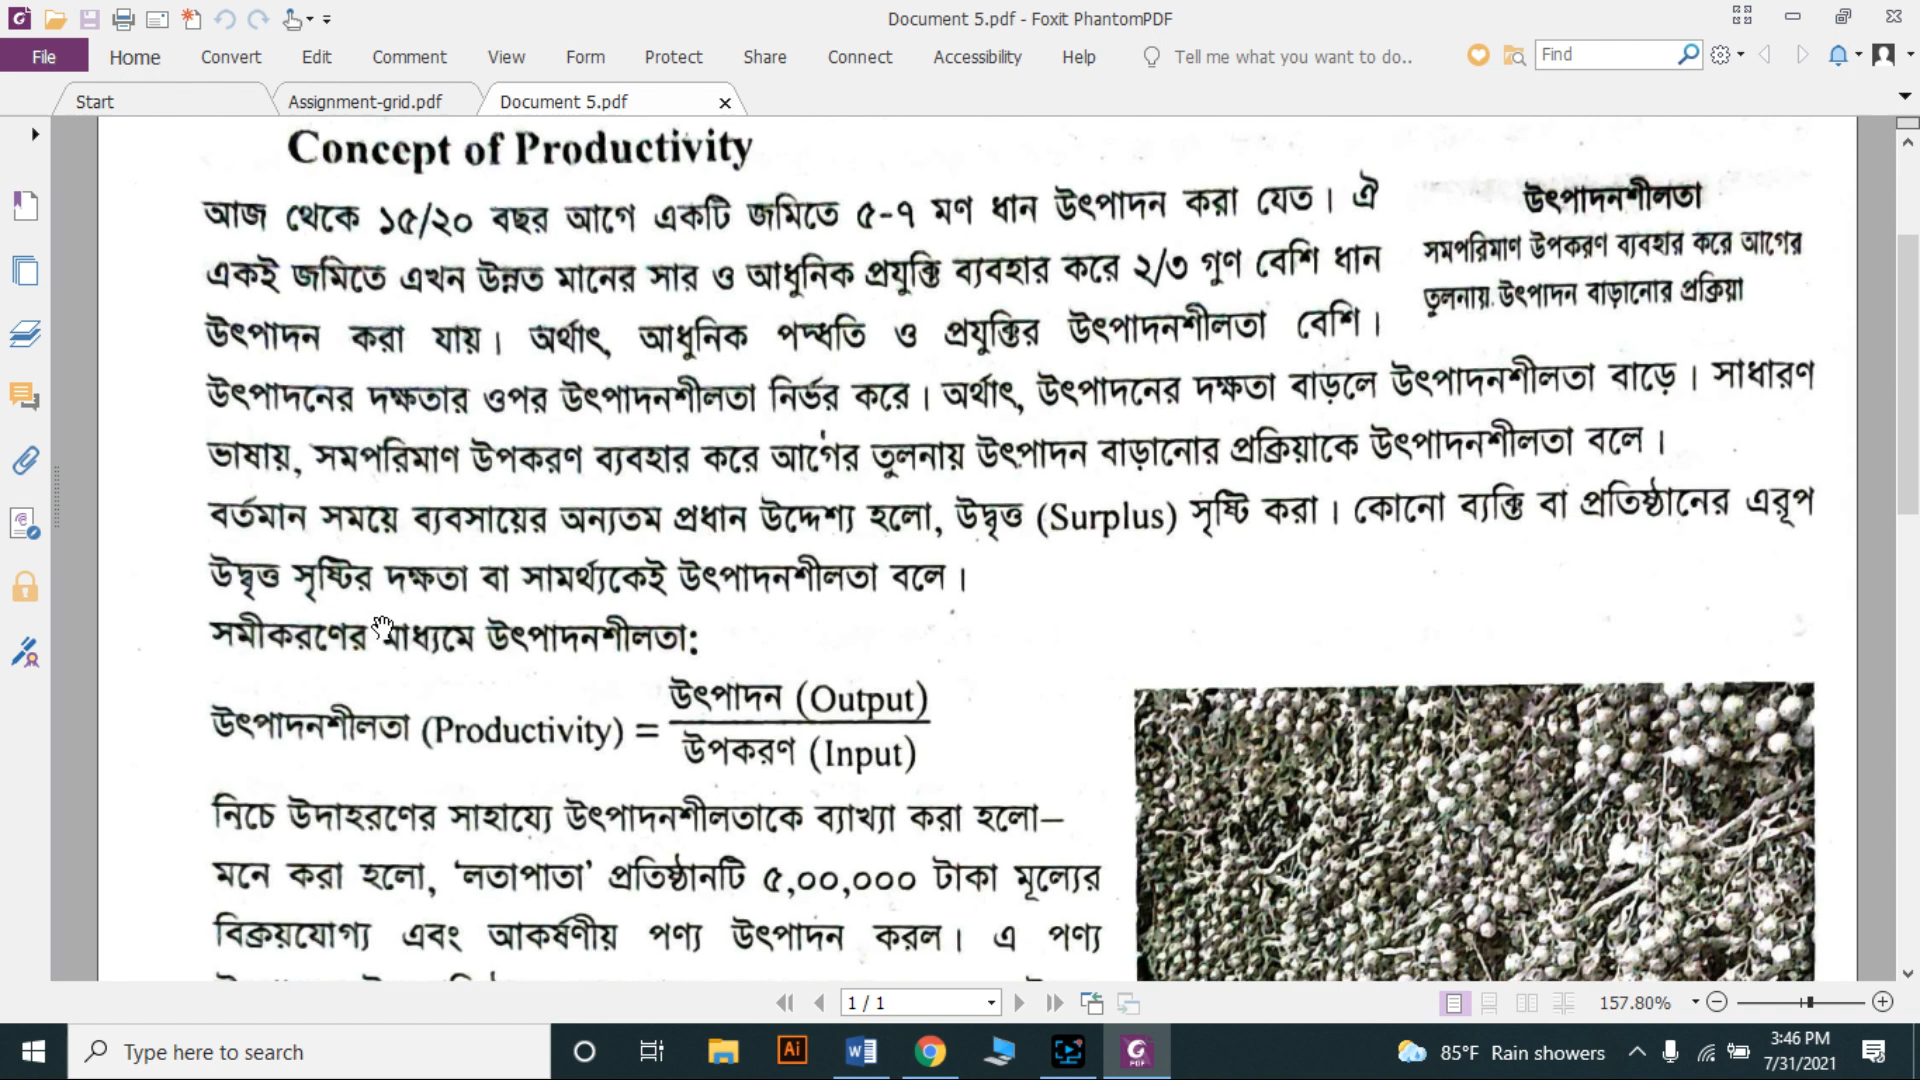 Document 5.pdf - Foxit PhantomPDF
File Home Convert Edit Comment View Form Protect Share Connect Accessibility Help Tell me what you want to do.. Find
Start Assignment-grid.pdf Document 5.pdf
Concept of Productivity
আজ থেকে ১৫/২০ বছর আগে একটি জমিতে ৫-৭ মণ ধান উৎপাদন করা যেত। ঐ
একই জমিতে এখন উন্নত মানের সার ও আধুনিক প্রযুক্তি ব্যবহার করে ২/৩ গুণ বেশি ধান
উৎপাদন করা যায়। অর্থাৎ, আধুনিক পদ্ধতি ও প্রযুক্তির উৎপাদনশীলতা বেশি।
উৎপাদনশীলতা
সমপরিমাণ উপকরণ ব্যবহার করে আগের
তুলনায় উৎপাদন বাড়ানোর প্রক্রিয়া
উৎপাদনের দক্ষতার ওপর উৎপাদনশীলতা নির্ভর করে। অর্থাৎ, উৎপাদনের দক্ষতা বাড়লে উৎপাদনশীলতা বাড়ে। সাধারণ
ভাষায়, সমপরিমাণ উপকরণ ব্যবহার করে আগের তুলনায় উৎপাদন বাড়ানোর প্রক্রিয়াকে উৎপাদনশীলতা বলে।
বর্তমান সময়ে ব্যবসায়ের অন্যতম প্রধান উদ্দেশ্য হলো, উদ্বৃত্ত (Surplus) সৃষ্টি করা। কোনো ব্যক্তি বা প্রতিষ্ঠানের এরূপ
উদ্বৃত্ত সৃষ্টির দক্ষতা বা সামর্থ্যকেই উৎপাদনশীলতা বলে।
সমীকরণের মাধ্যমে উৎপাদনশীলতা:
উৎপাদন (Output)
উৎপাদনশীলতা (Productivity) =
উপকরণ (Input)
নিচে উদাহরণের সাহায্যে উৎপাদনশীলতাকে ব্যাখ্যা করা হলো–
মনে করা হলো, ‘লতাপাতা’ প্রতিষ্ঠানটি ৫,০০,০০০ টাকা মূল্যের
বিক্রয়যোগ্য এবং আকর্ষণীয় পণ্য উৎপাদন করল। এ পণ্য
1 / 1 157.80%
Type here to search 85°F Rain showers 3:46 PM
7/31/2021